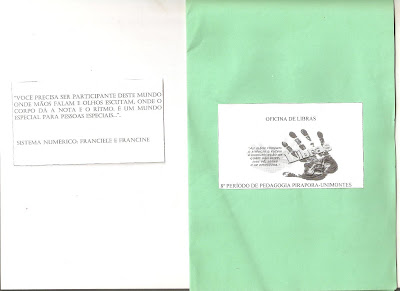 "VOCÊ PRECISA SER PARTICIPANTE DESTE MUNDO
ONDE MÃOS FALAM E OLHOS ESCUTAM, ONDE O
CORPO DÁ A NOTA E O RITMO. É UM MUNDO
ESPECIAL PARA PESSOAS ESPECIAIS...".
SISTEMA NUMÉRICO: FRANCIELE E FRANCINE
OFICINA DE LIBRAS
8º PERÍODO DE PEDAGOGIA PIRAPORA-UNIMONTES